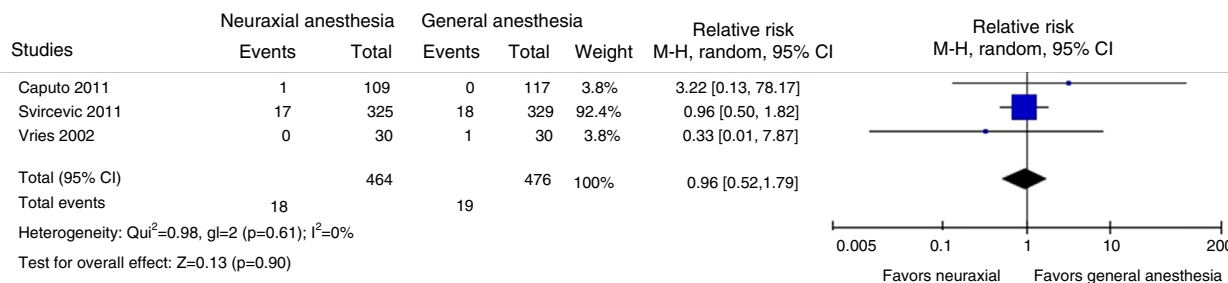 Neuraxial anesthesia General anesthesia Relative risk Relative risk
Studies Events Total Events Total Weight M-H, random, 95% CI M-H, random, 95% CI
Caputo 2011 1 109 0 117 3.8% 3.22 [0.13, 78.17]
Svircevic 2011 17 325 18 329 92.4% 0.96 [0.50, 1.82]
Vries 2002 0 30 1 30 3.8% 0.33 [0.01, 7.87]
Total (95% CI) 464 476 100% 0.96 [0.52,1.79]
Total events 18 19
Heterogeneity: Qui²=0.98, gl=2 (p=0.61); I²=0%
Test for overall effect: Z=0.13 (p=0.90)
0.005 0.1 1 10 200
Favors neuraxial Favors general anesthesia